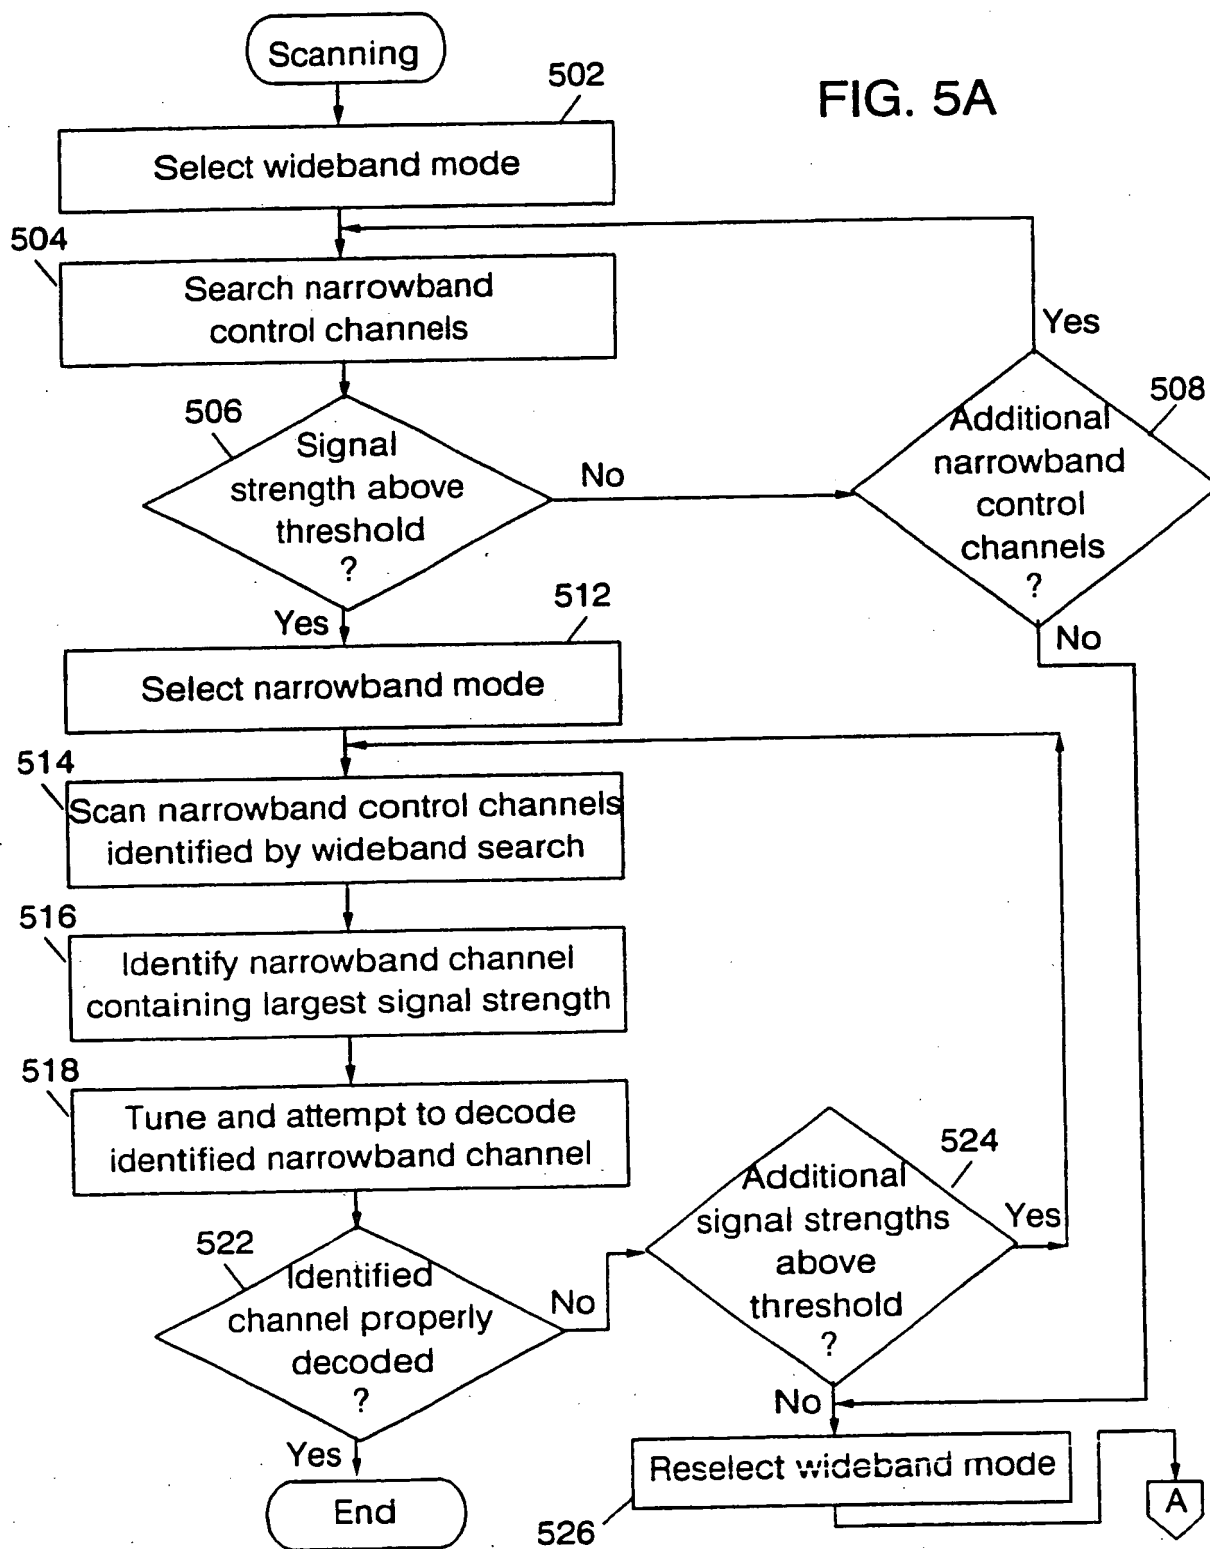 Scanning
FIG. 5A
502
Select wideband mode
504
Search narrowband
control channels
Yes
506
Signal
strength above
threshold
?
No
508
Additional
narrowband
control
channels
?
Yes
No
512
Select narrowband mode
514
Scan narrowband control channels
identified by wideband search
516
Identify narrowband channel
containing largest signal strength
518
Tune and attempt to decode
identified narrowband channel
522
Identified
channel properly
decoded
?
No
524
Additional
signal strengths
above
threshold
?
Yes
No
Yes
Reselect wideband mode
526
End
A